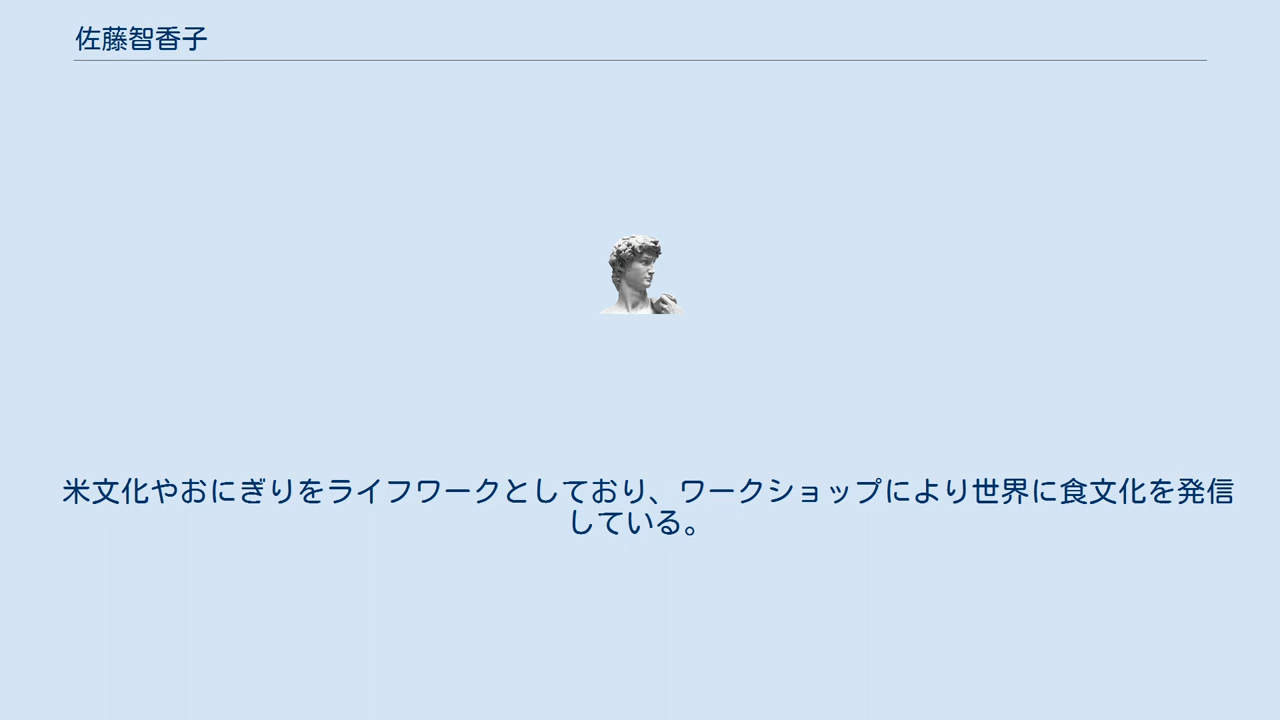 佐藤智香子
米文化やおにぎりをライフワークとしており、ワークショップにより世界に食文化を発信
している。